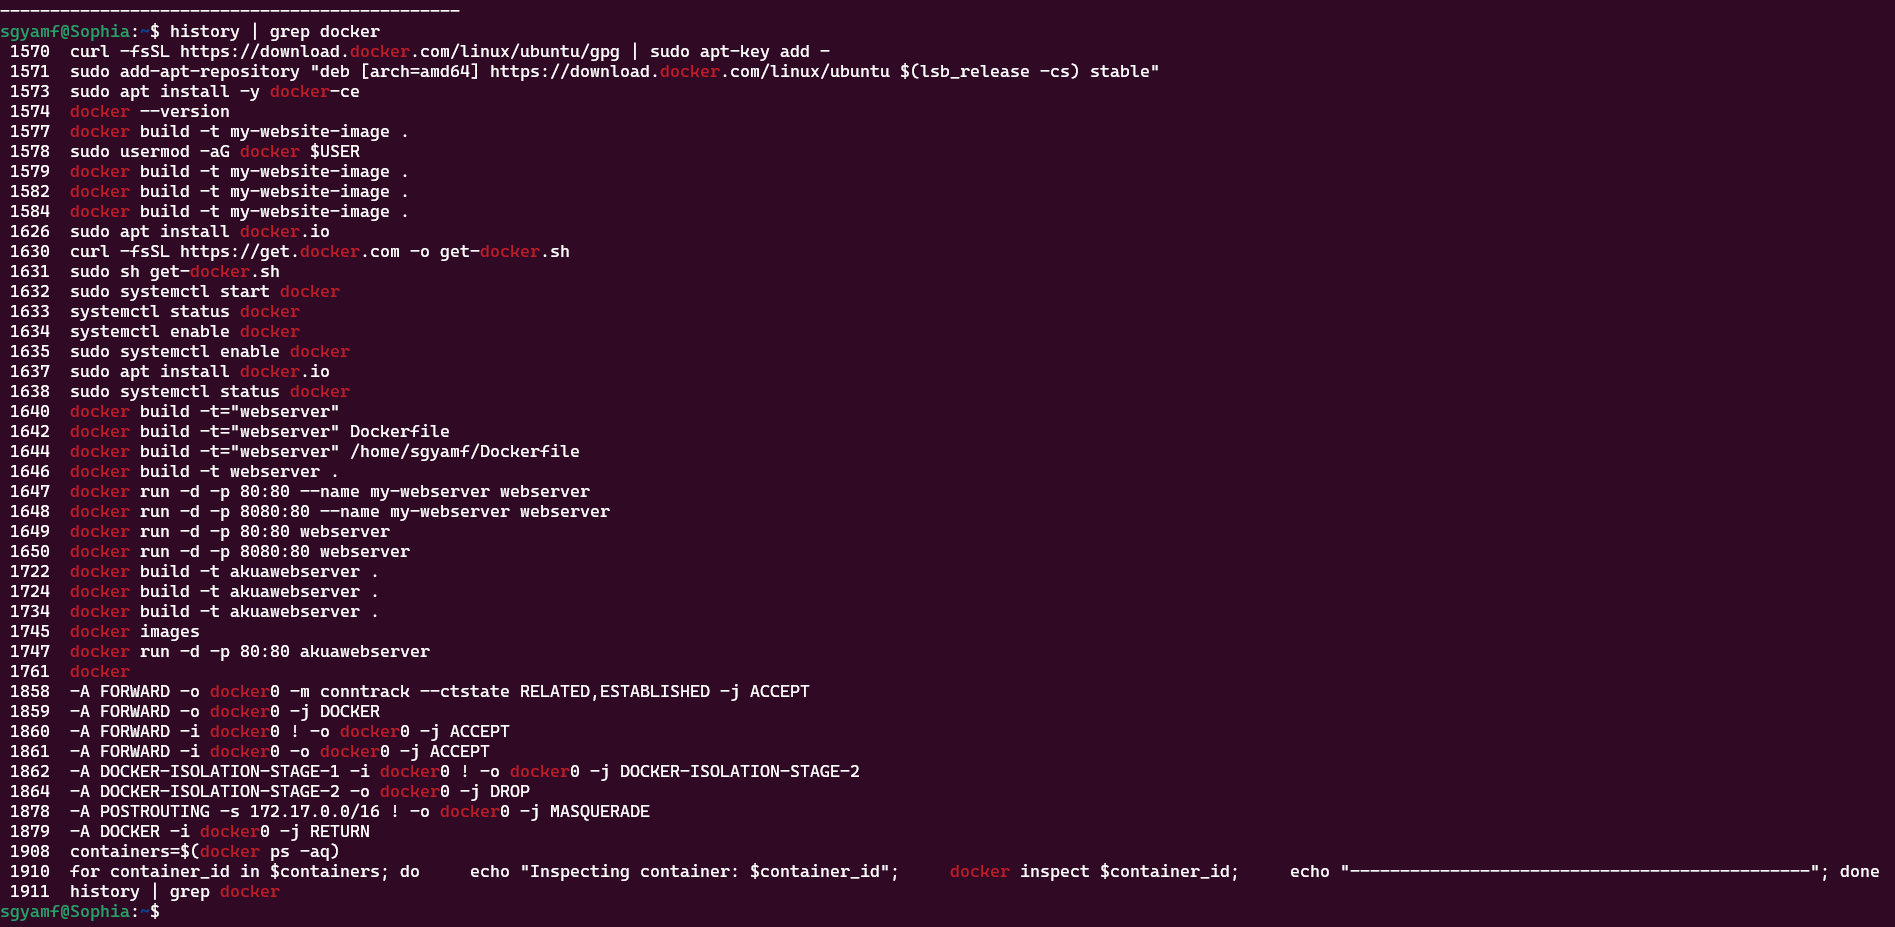 ----------------------------------------------
sgyamf@Sophia:~$ history | grep docker
1570  curl -fsSL https://download.docker.com/linux/ubuntu/gpg | sudo apt-key add -
1571  sudo add-apt-repository "deb [arch=amd64] https://download.docker.com/linux/ubuntu $(lsb_release -cs) stable"
1573  sudo apt install -y docker-ce
1574  docker --version
1577  docker build -t my-website-image .
1578  sudo usermod -aG docker $USER
1579  docker build -t my-website-image .
1582  docker build -t my-website-image .
1584  docker build -t my-website-image .
1626  sudo apt install docker.io
1630  curl -fsSL https://get.docker.com -o get-docker.sh
1631  sudo sh get-docker.sh
1632  sudo systemctl start docker
1633  systemctl status docker
1634  systemctl enable docker
1635  sudo systemctl enable docker
1637  sudo apt install docker.io
1638  sudo systemctl status docker
1640  docker build -t="webserver"
1642  docker build -t="webserver" Dockerfile
1644  docker build -t="webserver" /home/sgyamf/Dockerfile
1646  docker build -t webserver .
1647  docker run -d -p 80:80 --name my-webserver webserver
1648  docker run -d -p 8080:80 --name my-webserver webserver
1649  docker run -d -p 80:80 webserver
1650  docker run -d -p 8080:80 webserver
1722  docker build -t akuawebserver .
1724  docker build -t akuawebserver .
1734  docker build -t akuawebserver .
1745  docker images
1747  docker run -d -p 80:80 akuawebserver
1761  docker
1858  -A FORWARD -o docker0 -m conntrack --ctstate RELATED,ESTABLISHED -j ACCEPT
1859  -A FORWARD -o docker0 -j DOCKER
1860  -A FORWARD -i docker0 ! -o docker0 -j ACCEPT
1861  -A FORWARD -i docker0 -o docker0 -j ACCEPT
1862  -A DOCKER-ISOLATION-STAGE-1 -i docker0 ! -o docker0 -j DOCKER-ISOLATION-STAGE-2
1864  -A DOCKER-ISOLATION-STAGE-2 -o docker0 -j DROP
1878  -A POSTROUTING -s 172.17.0.0/16 ! -o docker0 -j MASQUERADE
1879  -A DOCKER -i docker0 -j RETURN
1908  containers=$(docker ps -aq)
1910  for container_id in $containers; do     echo "Inspecting container: $container_id";     docker inspect $container_id;     echo "----------------------------------------------"; done
1911  history | grep docker
sgyamf@Sophia:~$